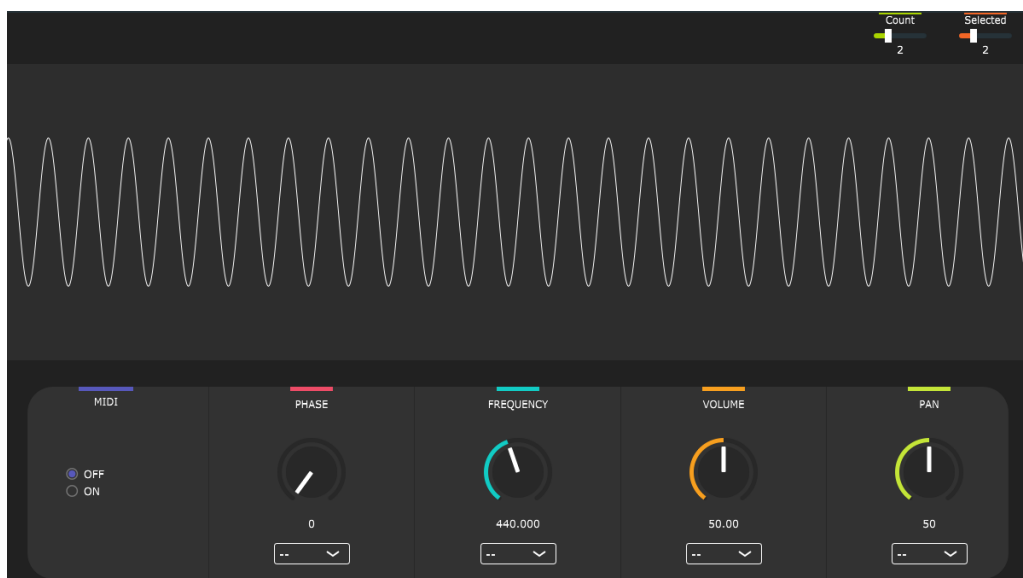 Count Selected
2 2
MIDI PHASE FREQUENCY VOLUME PAN
OFF
ON
0 440.000 50.00 50
-- -- -- --